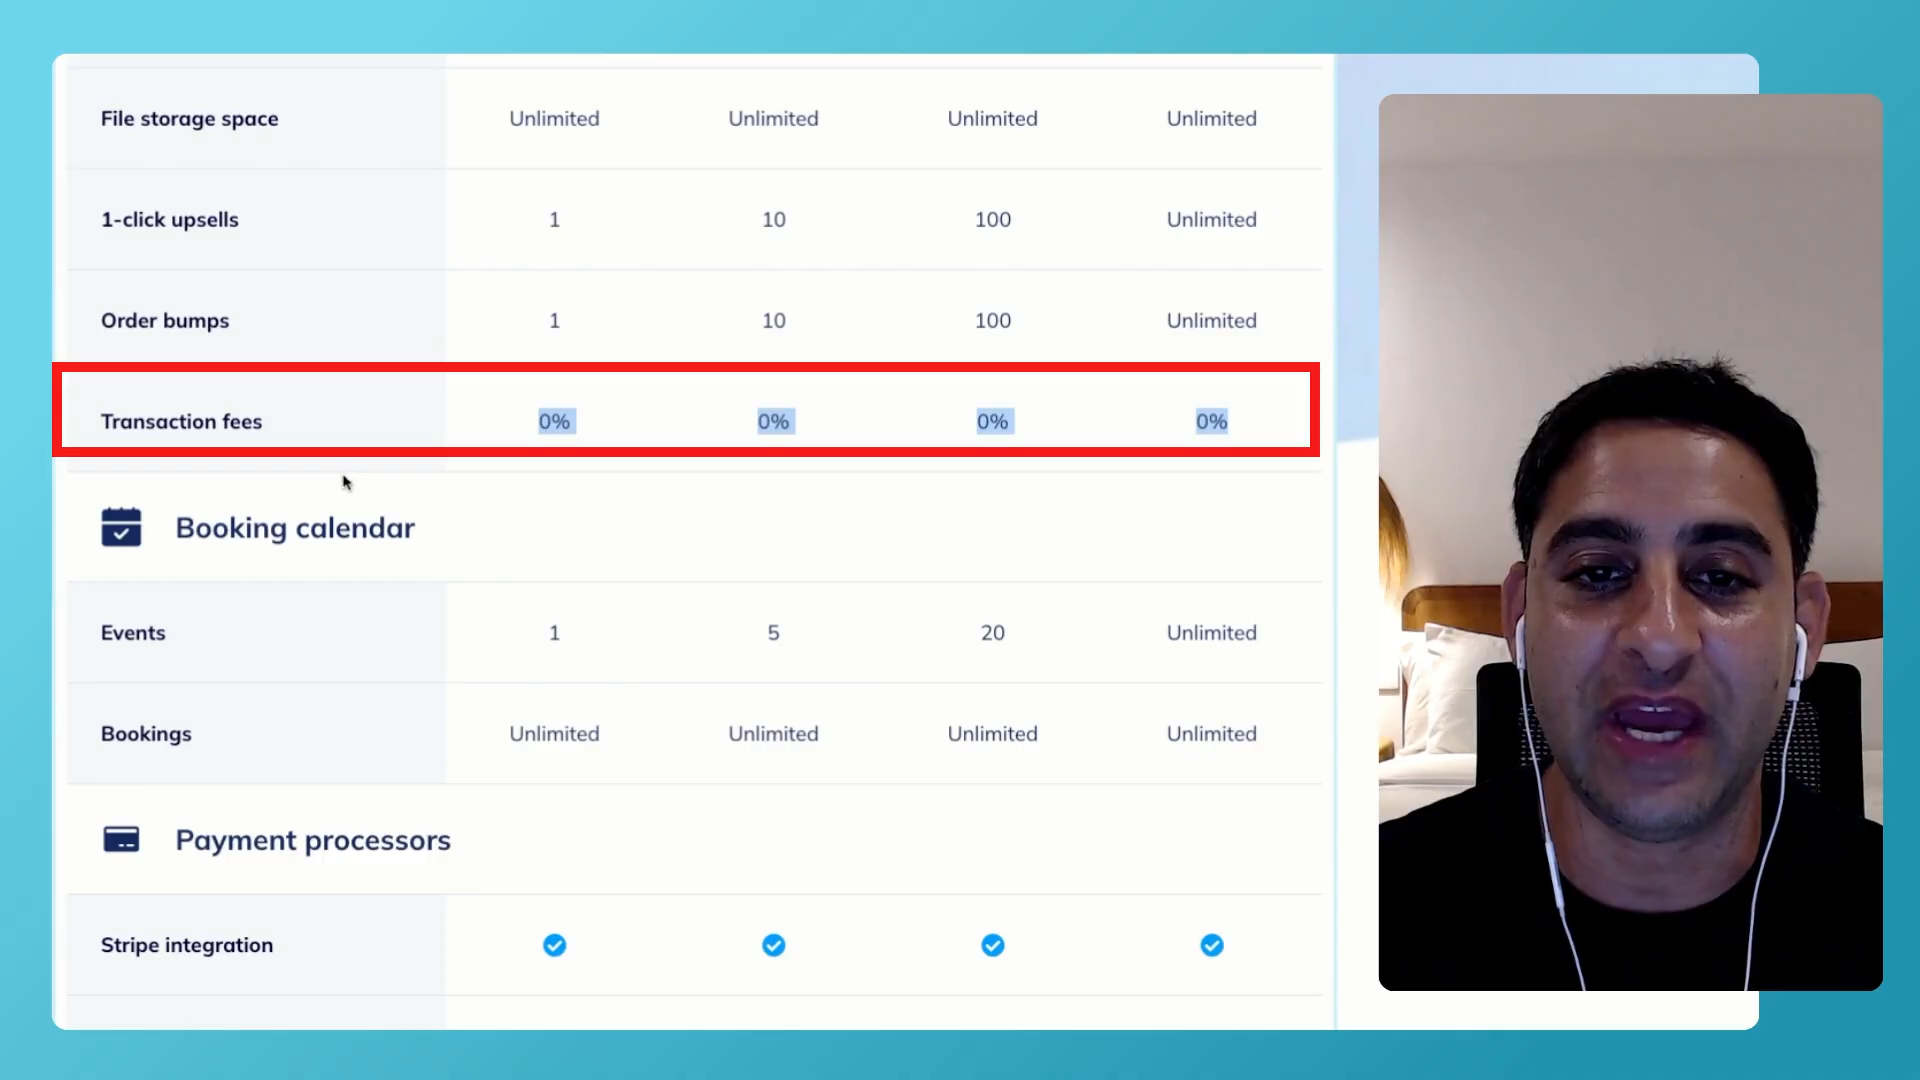 File storage space Unlimited Unlimited Unlimited Unlimited
1-click upsells 1 10 100 Unlimited
Order bumps 1 10 100 Unlimited
Transaction fees 0% 0% 0% 0%
Booking calendar
Events 1 5 20 Unlimited
Bookings Unlimited Unlimited Unlimited Unlimited
Payment processors
Stripe integration